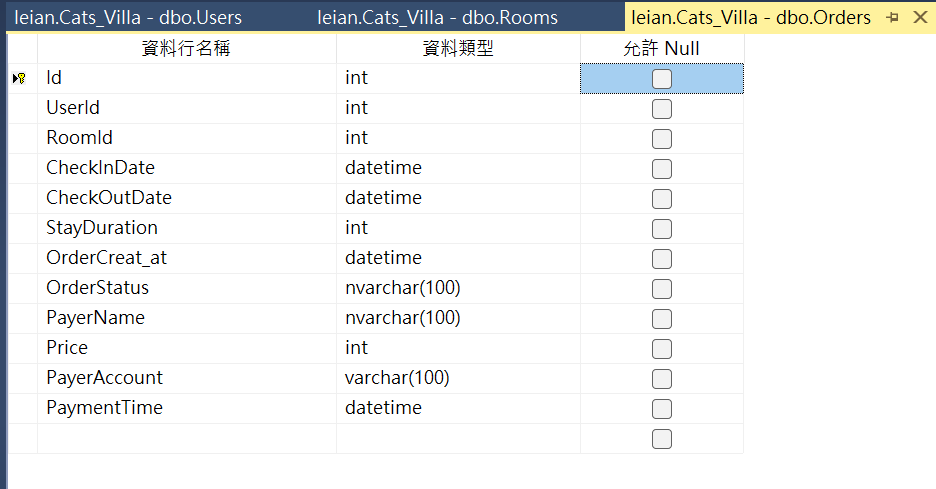 leian.Cats_Villa - dbo.Users leian.Cats_Villa - dbo.Rooms leian.Cats_Villa - dbo.Orders
資料行名稱 資料類型 允許 Null
Id int
UserId int
RoomId int
CheckInDate datetime
CheckOutDate datetime
StayDuration int
OrderCreat_at datetime
OrderStatus nvarchar(100)
PayerName nvarchar(100)
Price int
PayerAccount varchar(100)
PaymentTime datetime